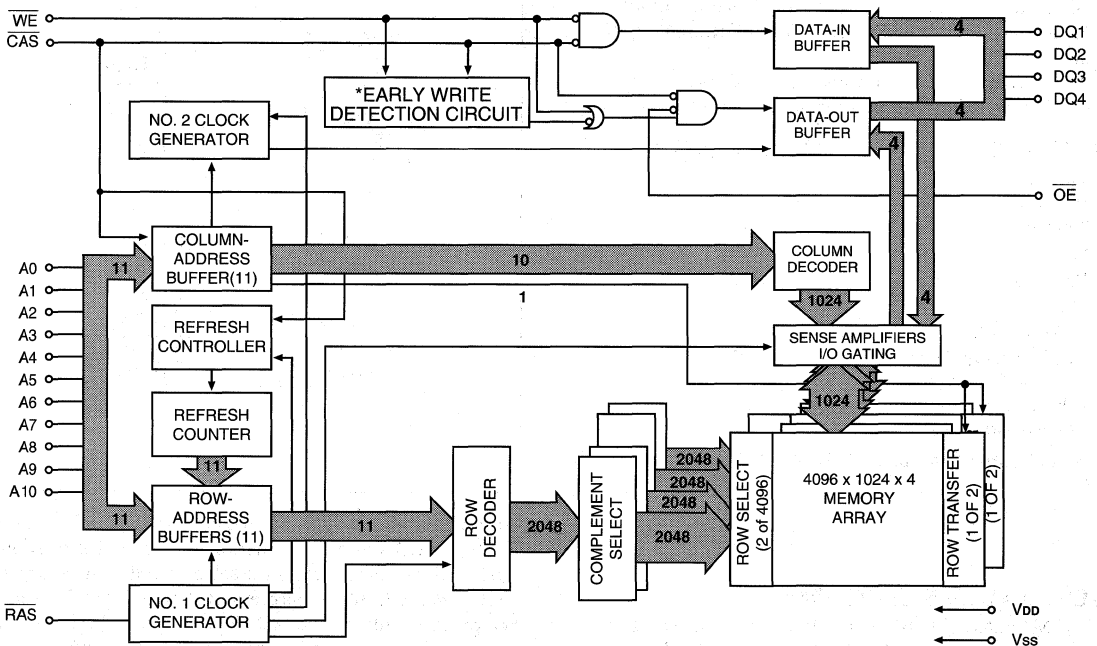 WE
CAS
DATA-IN
BUFFER
4
DQ1
DQ2
DQ3
DQ4
*EARLY WRITE
DETECTION CIRCUIT
NO. 2 CLOCK
GENERATOR
DATA-OUT
BUFFER
4
4
OE
COLUMN-
ADDRESS
BUFFER(11)
11
10
1
COLUMN
DECODER
1024
4
A0
A1
A2
A3
A4
A5
A6
A7
A8
A9
A10
REFRESH
CONTROLLER
SENSE AMPLIFIERS
I/O GATING
1024
REFRESH
COUNTER
11
ROW-
ADDRESS
BUFFERS (11)
11
11
ROW
DECODER
2048
COMPLEMENT
SELECT
2048
2048
2048
2048
ROW SELECT
(2 of 4096)
4096 x 1024 x 4
MEMORY
ARRAY
ROW TRANSFER
(1 OF 2)
(1 OF 2)
RAS
NO. 1 CLOCK
GENERATOR
VDD
VSS